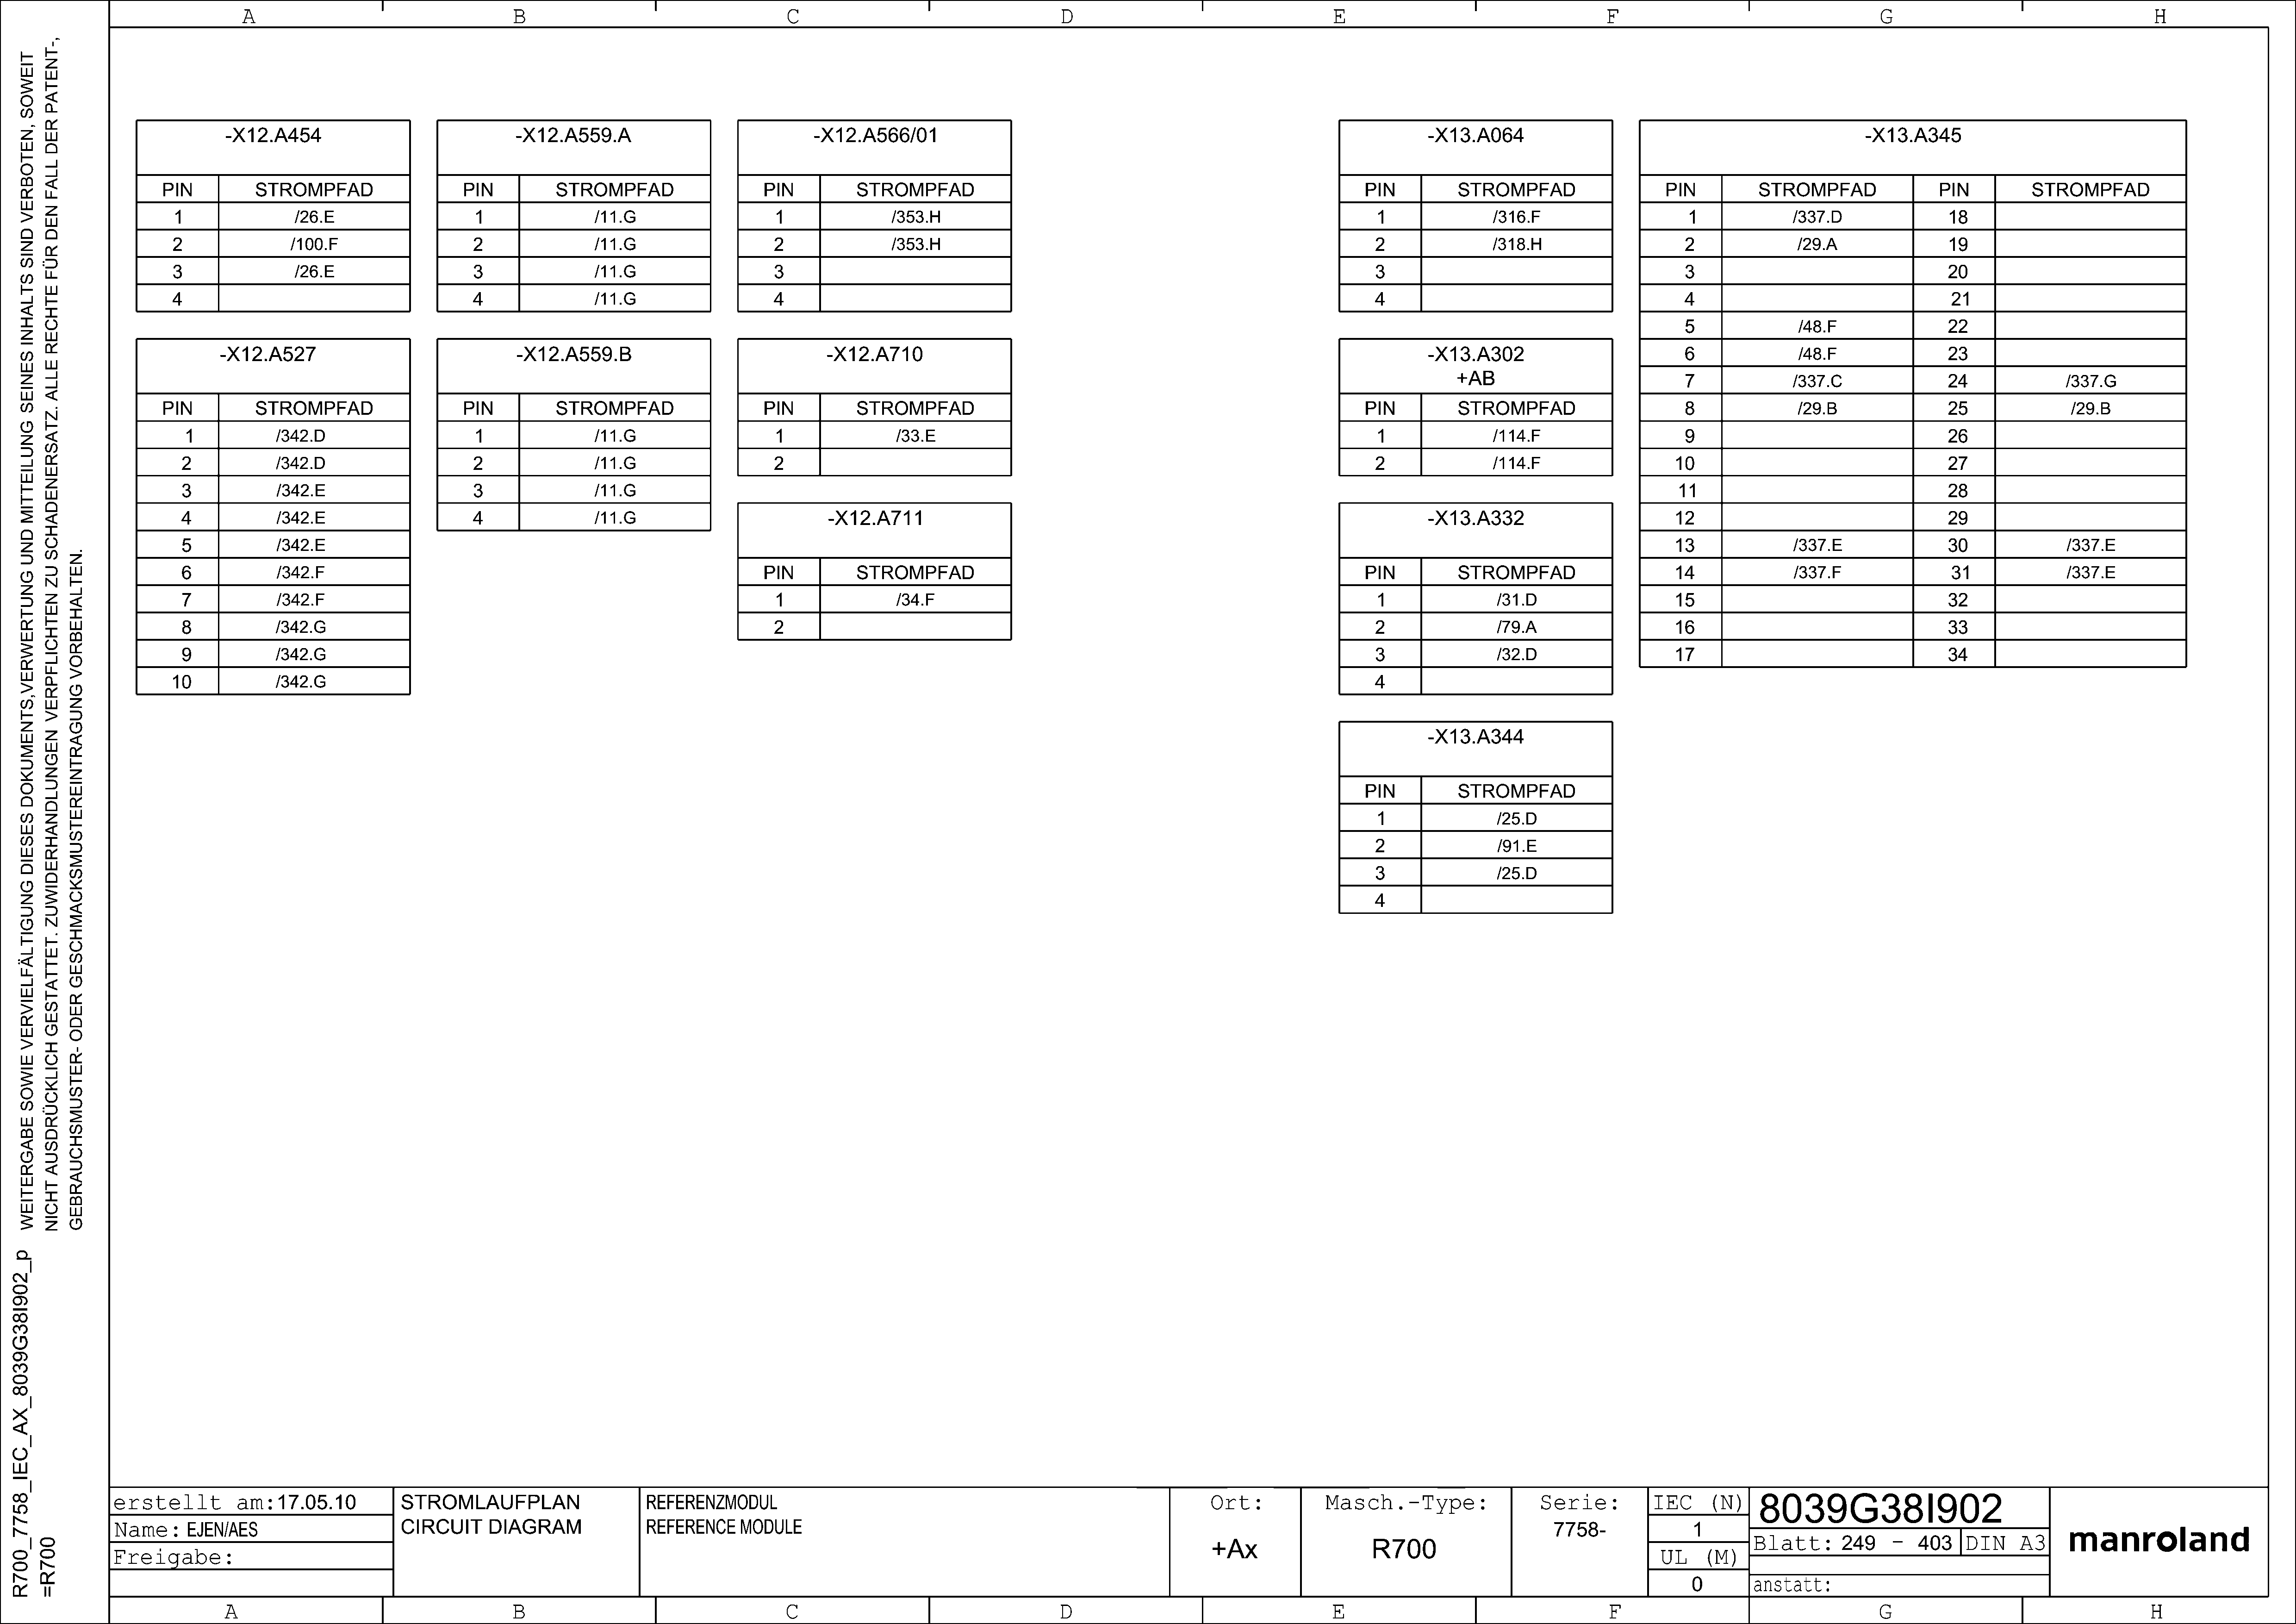 A B C D E F G H
-X12.A454
PIN STROMPFAD
1 /26.E
2 /100.F
3 /26.E
4
-X12.A527
PIN STROMPFAD
1 /342.D
2 /342.D
3 /342.E
4 /342.E
5 /342.E
6 /342.F
7 /342.F
8 /342.G
9 /342.G
10 /342.G
-X12.A559.A
PIN STROMPFAD
1 /11.G
2 /11.G
3 /11.G
4 /11.G
-X12.A559.B
PIN STROMPFAD
1 /11.G
2 /11.G
3 /11.G
4 /11.G
-X12.A566/01
PIN STROMPFAD
1 /353.H
2 /353.H
3
4
-X12.A710
PIN STROMPFAD
1 /33.E
2
-X12.A711
PIN STROMPFAD
1 /34.F
2
-X13.A064
PIN STROMPFAD
1 /316.F
2 /318.H
3
4
-X13.A302
+AB
PIN STROMPFAD
1 /114.F
2 /114.F
-X13.A332
PIN STROMPFAD
1 /31.D
2 /79.A
3 /32.D
4
-X13.A344
PIN STROMPFAD
1 /25.D
2 /91.E
3 /25.D
4
-X13.A345
PIN STROMPFAD PIN STROMPFAD
1 /337.D 18
2 /29.A 19
3 20
4 21
5 /48.F 22
6 /48.F 23
7 /337.C 24 /337.G
8 /29.B 25 /29.B
9 26
10 27
11 28
12 29
13 /337.E 30 /337.E
14 /337.F 31 /337.E
15 32
16 33
17 34
WEITERGABE SOWIE VERVIELFÄLTIGUNG DIESES DOKUMENTS,VERWERTUNG UND MITTEILUNG SEINES INHALTS SIND VERBOTEN, SOWEIT
NICHT AUSDRÜCKLICH GESTATTET. ZUWIDERHANDLUNGEN VERPFLICHTEN ZU SCHADENERSATZ. ALLE RECHTE FÜR DEN FALL DER PATENT-,
GEBRAUCHSMUSTER- ODER GESCHMACKSMUSTEREINTRAGUNG VORBEHALTEN.
R700_7758_IEC_AX_8039G38I902_p
=R700
erstellt am:17.05.10
Name: EJEN/AES
Freigabe:
STROMLAUFPLAN
CIRCUIT DIAGRAM
REFERENZMODUL
REFERENCE MODULE
Ort:
+Ax
Masch.-Type:
R700
Serie:
7758-
IEC (N)
1
UL (M)
0
8039G38I902
Blatt: 249 - 403 DIN A3
anstatt:
manroland
A B C D E F G H